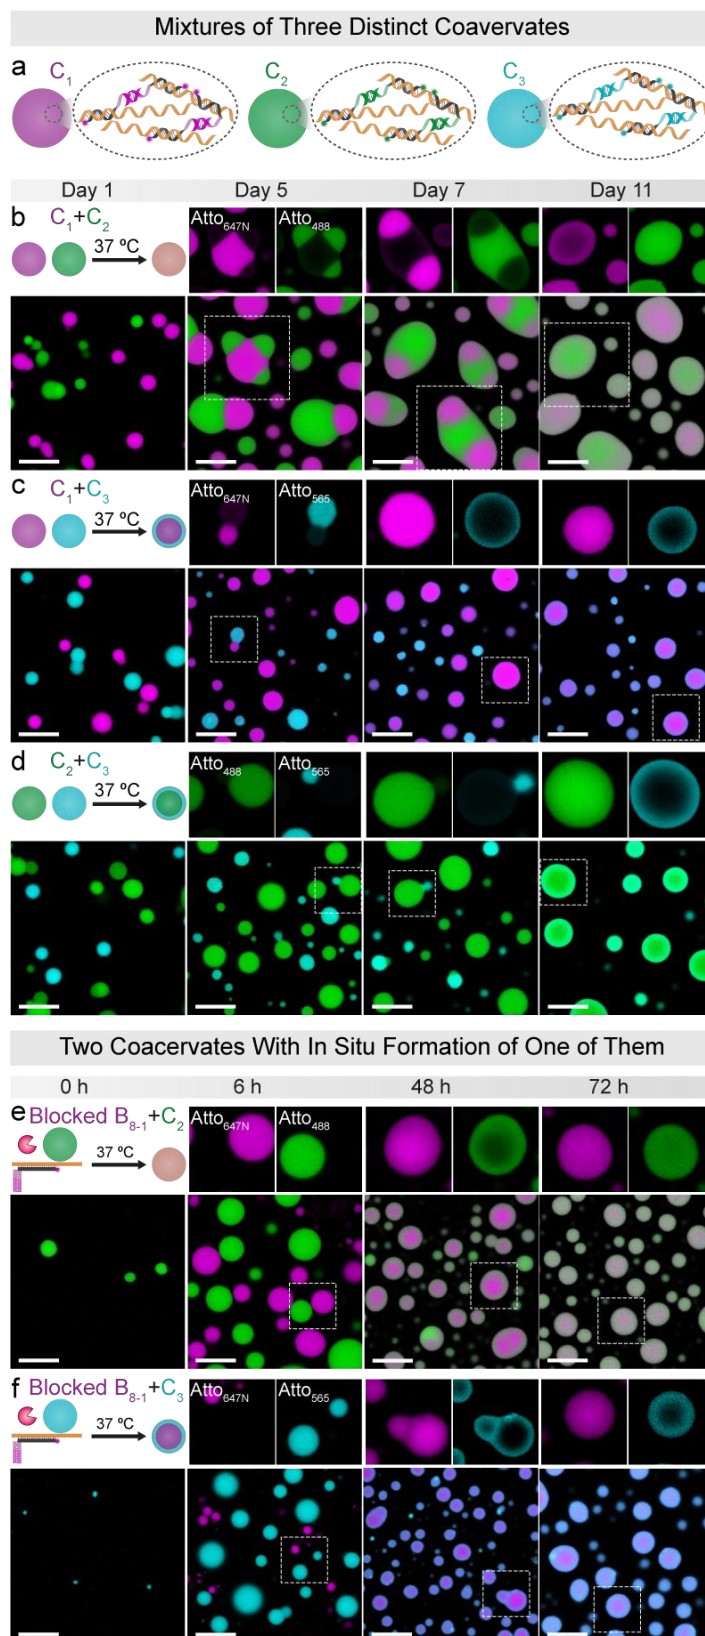 Mixtures of Three Distinct Coavervates
a C1 C2 C3
Day 1 Day 5 Day 7 Day 11
b C1+C2
37 ºC
Atto647N Atto488
c C1+C3
37 ºC
Atto647N Atto565
d C2+C3
37 ºC
Atto488 Atto565
Two Coacervates With In Situ Formation of One of Them
0 h 6 h 48 h 72 h
e Blocked B8-1+C2
37 ºC
Atto647N Atto488
f Blocked B8-1+C3
37 ºC
Atto647N Atto565